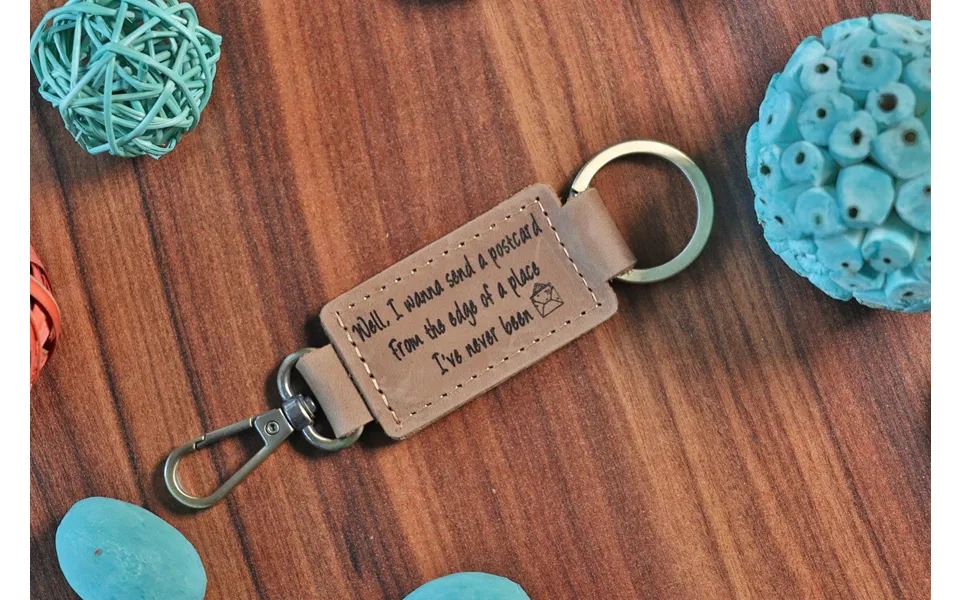 Well, I wanna send a postcard
From the edge of a place
I've never been